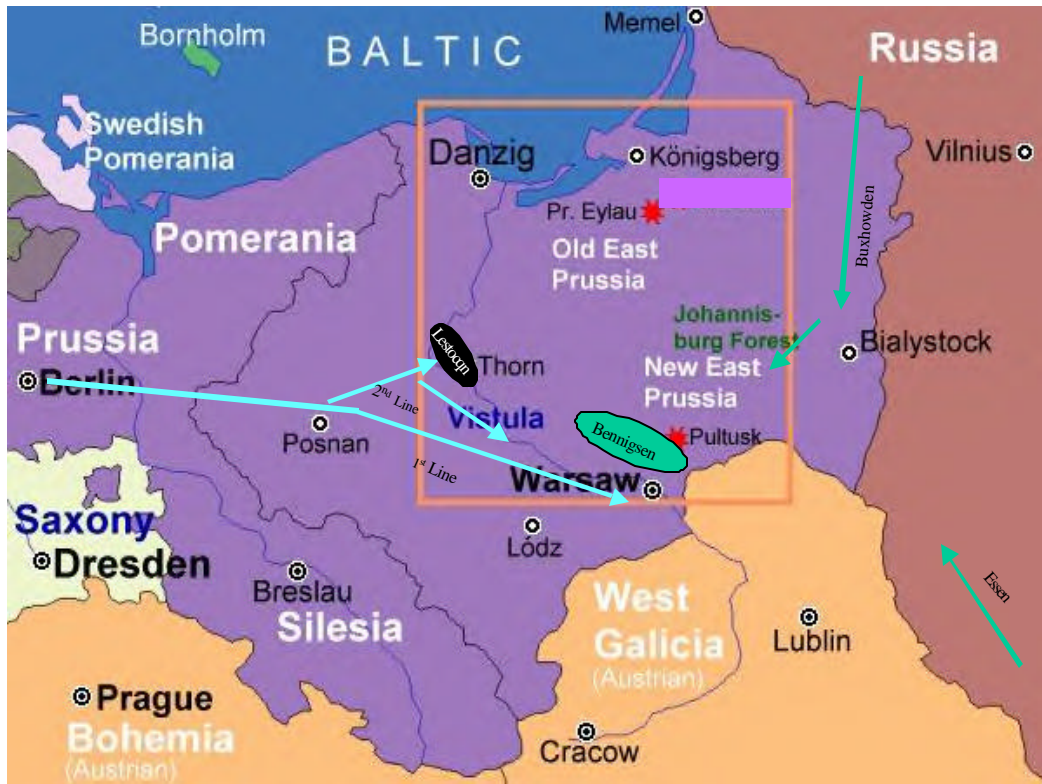 Memel
Bornholm
BALTIC
Russia
Swedish
Pomerania
Danzig
Königsberg
Vilnius
Pr. Eylau
Pomerania
Old East
Prussia
Buxhowden
Johannis-
burg Forest
Prussia
Lestocqn
Thorn
Bialystock
Berlin
New East
Prussia
2nd Line
Vistula
Posnan
Bennigsen
Pultusk
1st Line
Warsaw
Saxony
Lódz
Dresden
Breslau
West
Galicia
(Austrian)
Essen
Silesia
Lublin
Prague
Bohemia
(Austrian)
Cracow